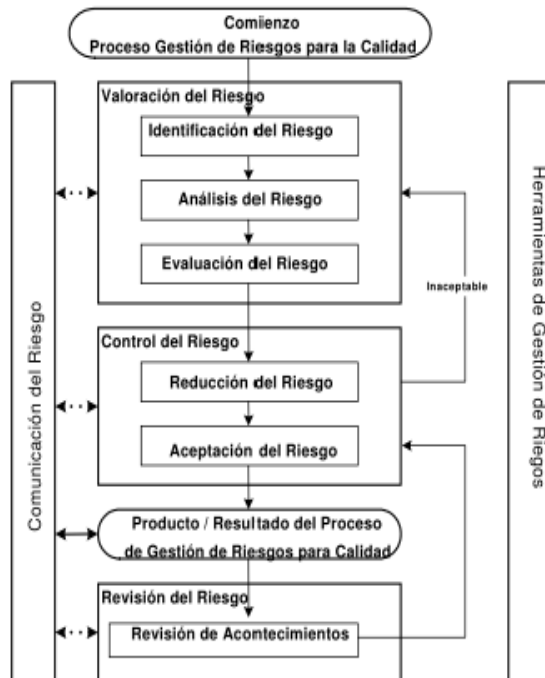 Comienzo
Proceso Gestión de Riesgos para la Calidad
Valoración del Riesgo
Identificación del Riesgo
Análisis del Riesgo
Evaluación del Riesgo
Inaceptable
Control del Riesgo
Reducción del Riesgo
Aceptación del Riesgo
Producto / Resultado del Proceso
de Gestión de Riesgos para Calidad
Revisión del Riesgo
Revisión de Acontecimientos
Comunicación del Riesgo
Herramientas de Gestión de Riegos